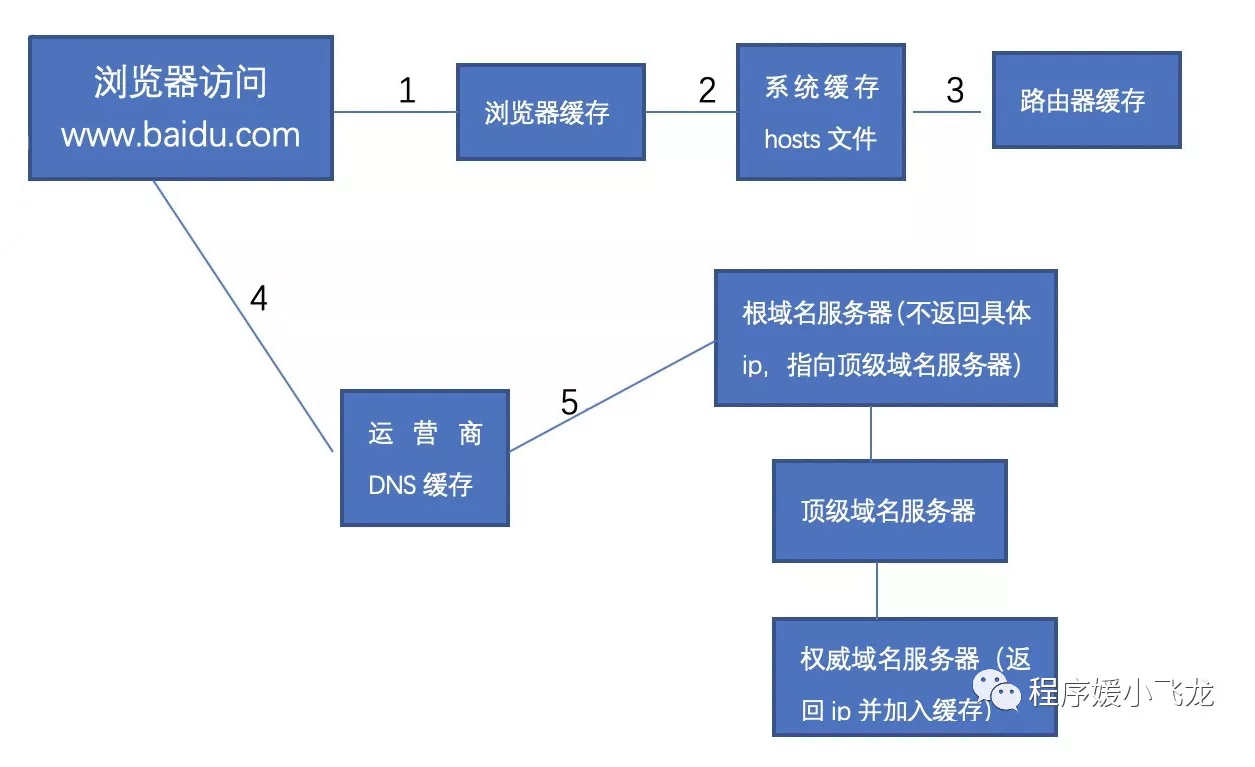 浏览器访问
www.baidu.com
1
浏览器缓存
2
系统缓存
hosts 文件
3
路由器缓存
4
运营商
DNS 缓存
5
根域名服务器(不返回具体
ip，指向顶级域名服务器)
顶级域名服务器
权威域名服务器（返
回 ip 并加入缓存)
程序媛小飞龙